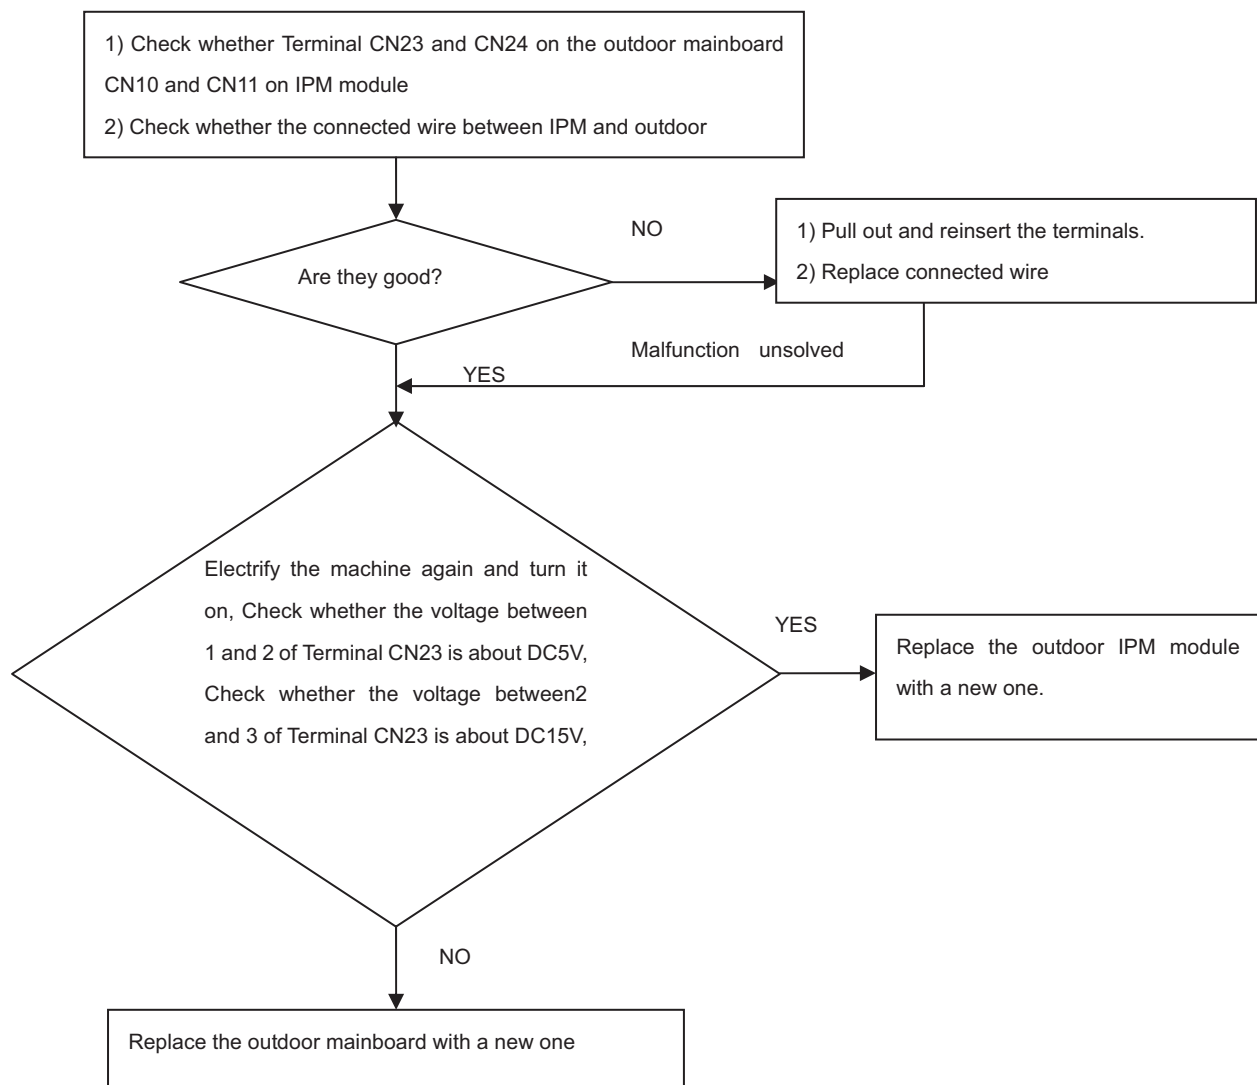 1) Check whether Terminal CN23 and CN24 on the outdoor mainboard
CN10 and CN11 on IPM module
2) Check whether the connected wire between IPM and outdoor
NO
1) Pull out and reinsert the terminals.
2) Replace connected wire
Are they good?
Malfunction unsolved
YES
Electrify the machine again and turn it
on, Check whether the voltage between
1 and 2 of Terminal CN23 is about DC5V,
Check whether the voltage between2
and 3 of Terminal CN23 is about DC15V,
YES
Replace the outdoor IPM module
with a new one.
NO
Replace the outdoor mainboard with a new one